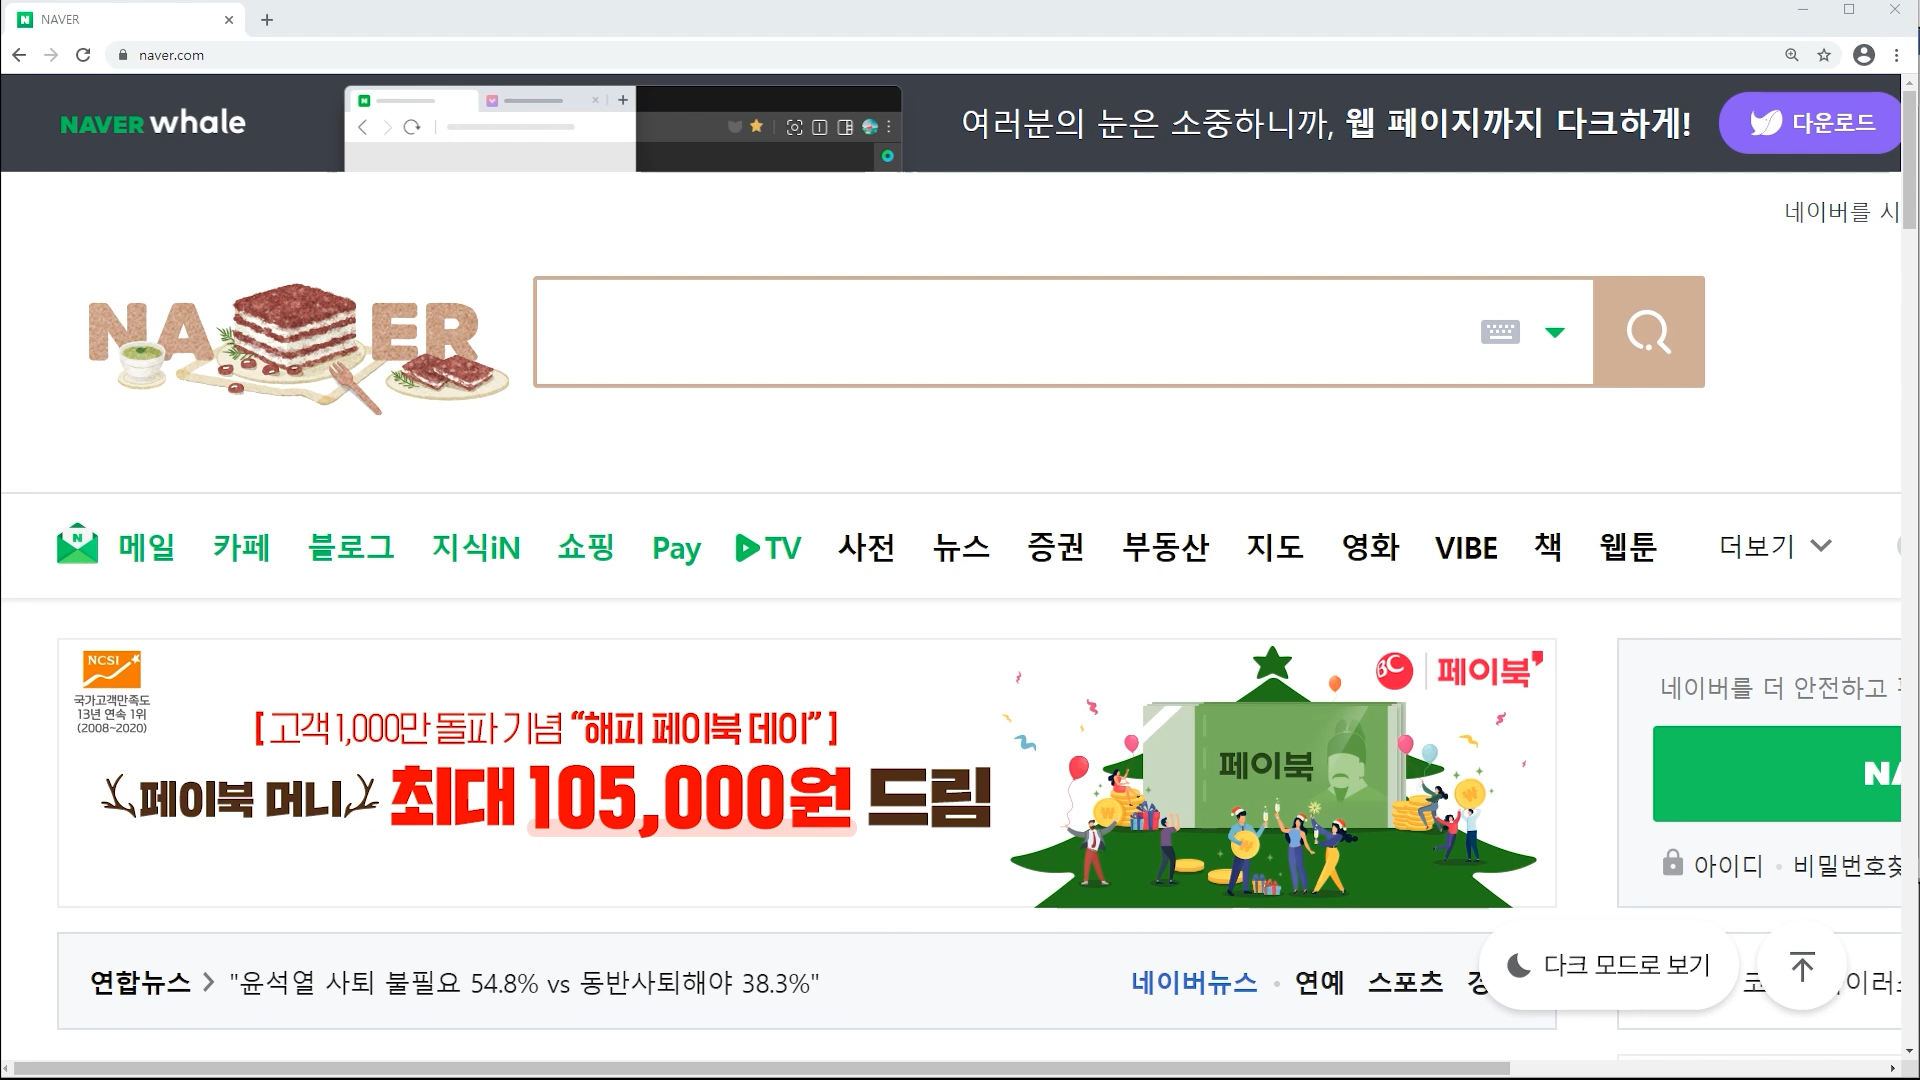 NAVER
naver.com
NAVER whale
여러분의 눈은 소중하니까, 웹 페이지까지 다크하게!
다운로드
네이버를 시
NAVER
메일 카페 블로그 지식iN 쇼핑 Pay TV 사전 뉴스 증권 부동산 지도 영화 VIBE 책 웹툰 더보기
NCSI
국가고객만족도
13년 연속 1위
(2008~2020)
[ 고객 1,000만 돌파 기념 “해피 페이북 데이” ]
페이북 머니 최대 105,000원 드림
BC 페이북
페이북
네이버를 더 안전하고
NA
아이디 비밀번호찾
연합뉴스 > "윤석열 사퇴 불필요 54.8% vs 동반사퇴해야 38.3%"
네이버뉴스 연예 스포츠 경
다크 모드로 보기
코 이러스